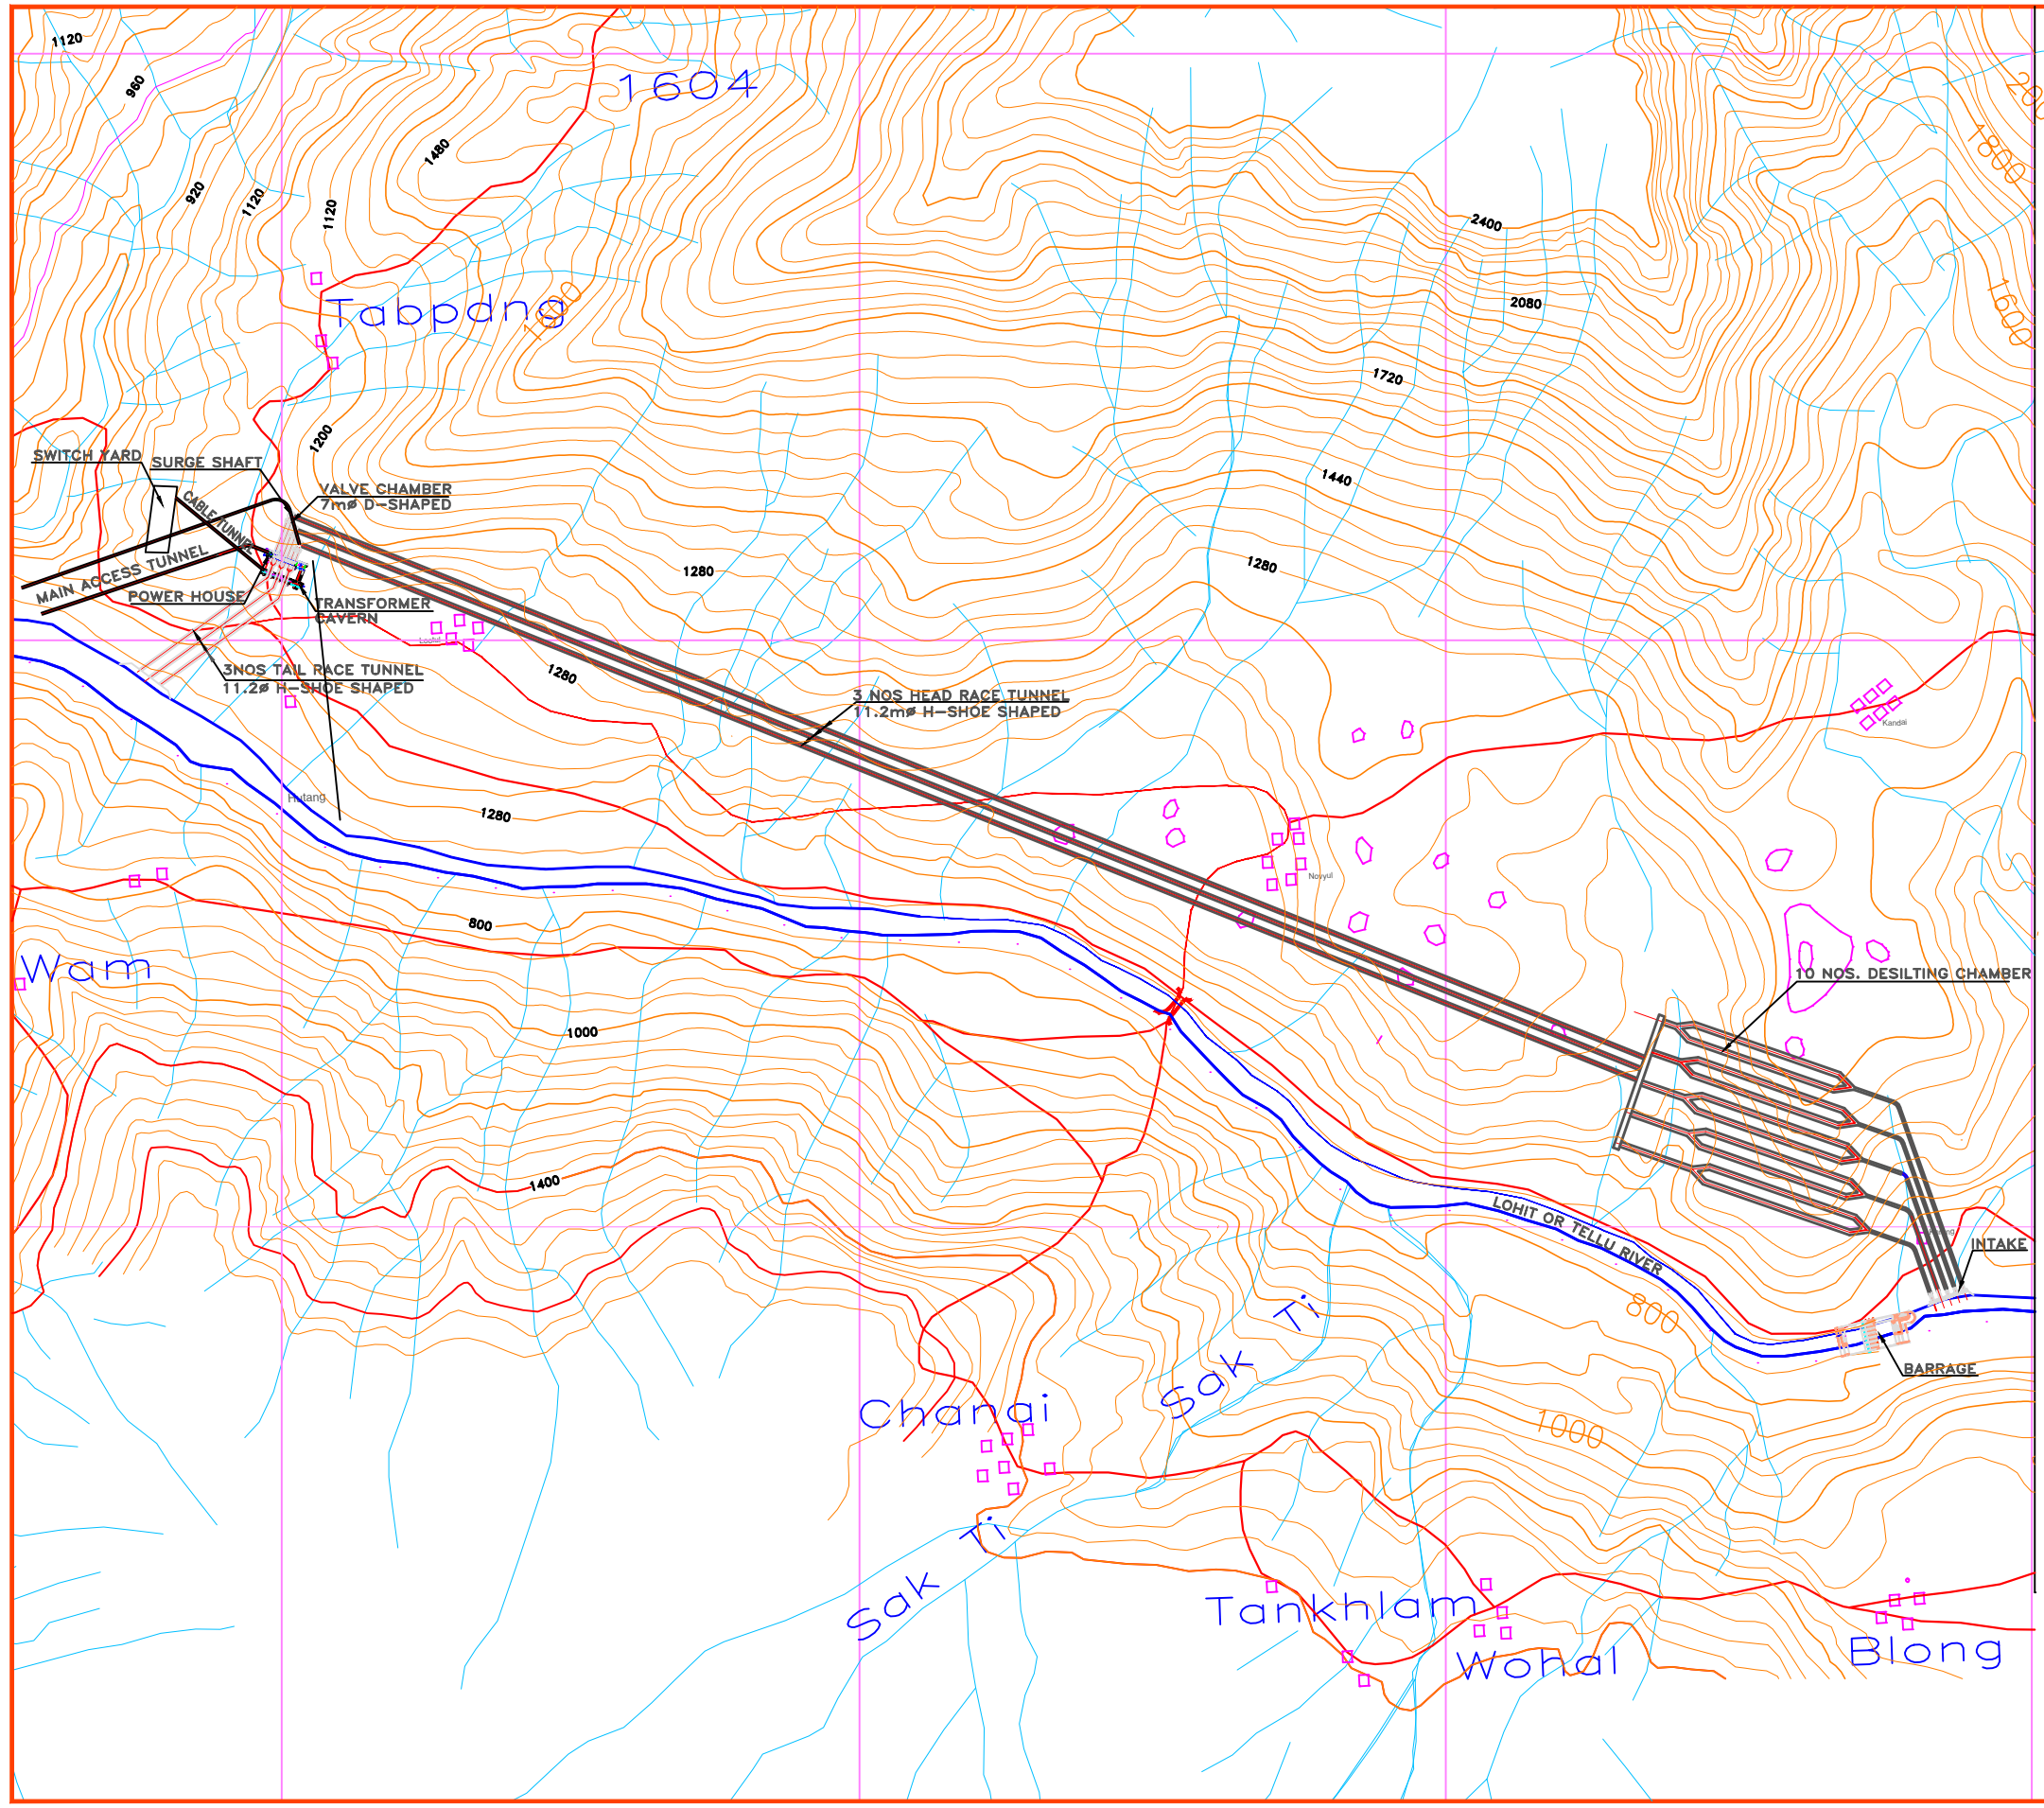 1120
960
1604
1480
920
1120
1120
1800
2400
Tabpdng
2080
1600
1720
1200
SWITCH YARD
SURGE SHAFT
VALVE CHAMBER
7mø D-SHAPED
CABLE TUNNEL
1440
MAIN ACCESS TUNNEL
1280
1280
POWER HOUSE
TRANSFORMER
CAVERN
3NOS TAIL RACE TUNNEL
11.2ø H-SHOE SHAPED
1280
3 NOS HEAD RACE TUNNEL
11.2mø H-SHOE SHAPED
Kandai
Hutang
1280
800
Wam
10 NOS. DESILTING CHAMBER
1000
1400
LOHIT OR TELLU RIVER
INTAKE
800
BARRAGE
Sak Ti
Chanai
1000
Sak Ti
Tankhlam
Wohal
Blong